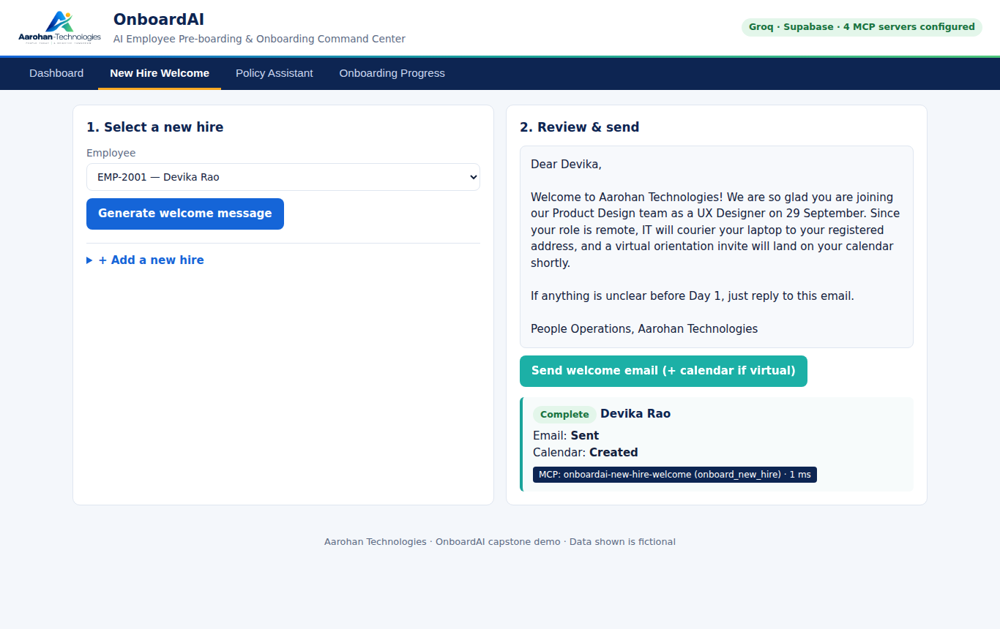 Aarohan-Technologies
OnboardAI
AI Employee Pre-boarding & Onboarding Command Center
Groq · Supabase · 4 MCP servers configured
Dashboard
New Hire Welcome
Policy Assistant
Onboarding Progress
1. Select a new hire
Employee
EMP-2001 — Devika Rao
Generate welcome message
+ Add a new hire
2. Review & send
Dear Devika,
Welcome to Aarohan Technologies! We are so glad you are joining
our Product Design team as a UX Designer on 29 September. Since
your role is remote, IT will courier your laptop to your registered
address, and a virtual orientation invite will land on your calendar
shortly.
If anything is unclear before Day 1, just reply to this email.
People Operations, Aarohan Technologies
Send welcome email (+ calendar if virtual)
Complete Devika Rao
Email: Sent
Calendar: Created
MCP: onboardai-new-hire-welcome (onboard_new_hire) · 1 ms
Aarohan Technologies · OnboardAI capstone demo · Data shown is fictional